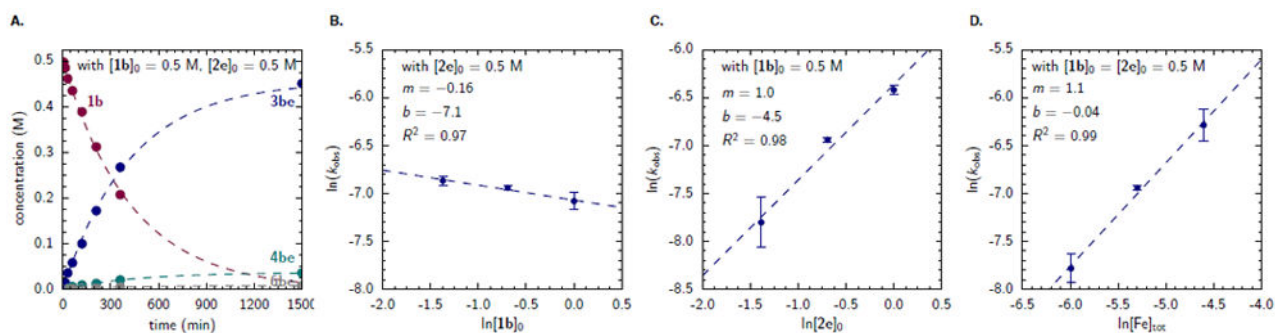 A.
with [1b]₀ = 0.5 M, [2e]₀ = 0.5 M
1b
3be
4be
concentration (M)
0.5
0.4
0.3
0.2
0.1
0.0
0 300 600 900 1200 1500
time (min)
B.
with [2e]₀ = 0.5 M
m = −0.16
b = −7.1
R² = 0.97
ln(k_obs)
-5.5
-6.0
-6.5
-7.0
-7.5
-8.0
-2.0 -1.5 -1.0 -0.5 0.0 0.5
ln[1b]₀
C.
with [1b]₀ = 0.5 M
m = 1.0
b = −4.5
R² = 0.98
ln(k_obs)
-6.0
-6.5
-7.0
-7.5
-8.0
-8.5
-2.0 -1.5 -1.0 -0.5 0.0 0.5
ln[2e]₀
D.
with [1b]₀ = [2e]₀ = 0.5 M
m = 1.1
b = −0.04
R² = 0.99
ln(k_obs)
-5.5
-6.0
-6.5
-7.0
-7.5
-8.0
-6.5 -6.0 -5.5 -5.0 -4.5 -4.0
ln[Fe]_tot